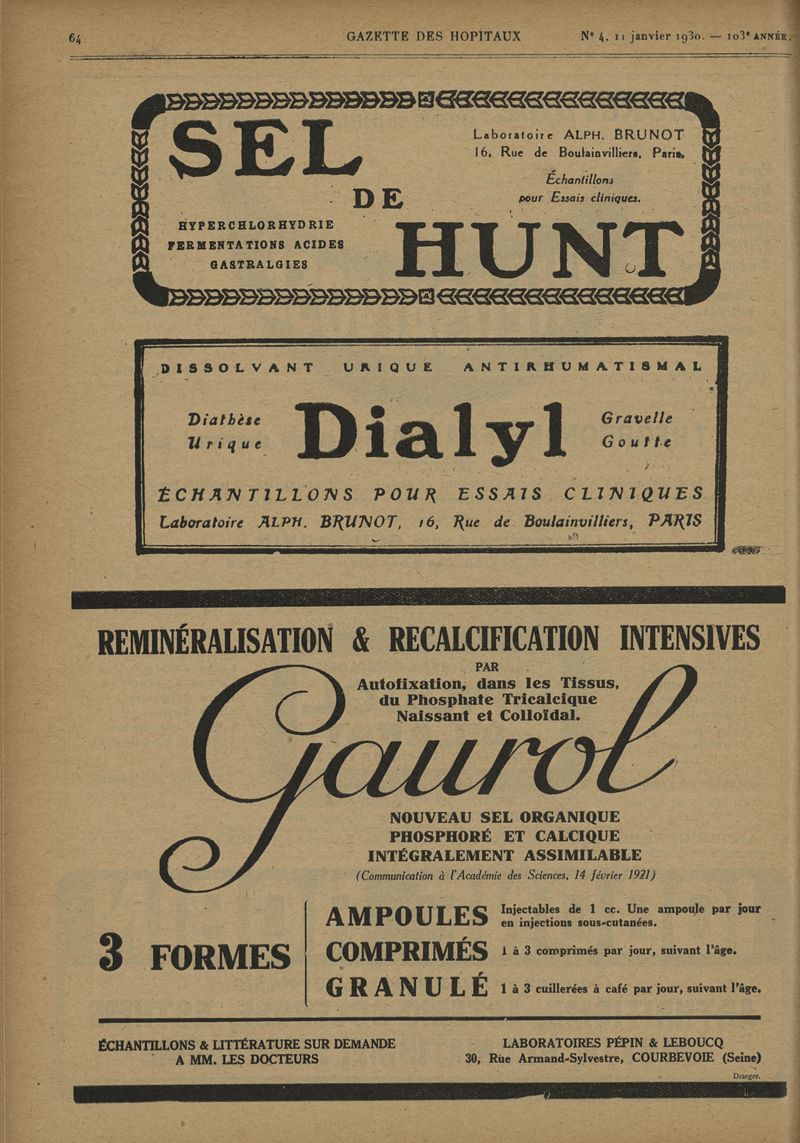 64
GAZETTE DES HOPITAUX
N° 4, 11 janvier 1930. — 103e ANNÉE.
SEL
DE
HUNT
Laboratoire ALPH. BRUNOT
16, Rue de Boulainvilliers, Paris.
Échantillons
pour Essais cliniques.
HYPERCHLORHYDRIE
FERMENTATIONS ACIDES
GASTRALGIES
DISSOLVANT URIQUE ANTIRHUMATISMAL
Diathèse
Urique
Dialyl
Gravelle
Goutte
ÉCHANTILLONS POUR ESSAIS CLINIQUES
Laboratoire ALPH. BRUNOT, 16, Rue de Boulainvilliers, PARIS
REMINÉRALISATION & RECALCIFICATION INTENSIVES
PAR
Autofixation, dans les Tissus,
du Phosphate Tricalcique
Naissant et Colloïdal.
Gaurol
NOUVEAU SEL ORGANIQUE
PHOSPHORÉ ET CALCIQUE
INTÉGRALEMENT ASSIMILABLE
(Communication à l'Académie des Sciences, 14 février 1921)
3 FORMES
AMPOULES Injectables de 1 cc. Une ampoule par jour
en injections sous-cutanées.
COMPRIMÉS 1 à 3 comprimés par jour, suivant l'âge.
GRANULÉ 1 à 3 cuillerées à café par jour, suivant l'âge.
ÉCHANTILLONS & LITTÉRATURE SUR DEMANDE
A MM. LES DOCTEURS
LABORATOIRES PÉPIN & LEBOUCQ
30, Rue Armand-Sylvestre, COURBEVOIE (Seine)
Draeger.